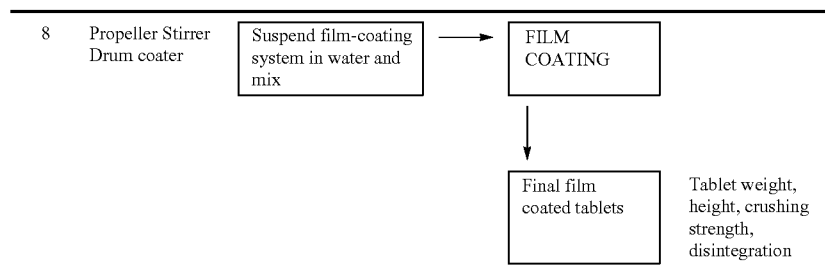 8
Propeller Stirrer
Drum coater
Suspend film-coating
system in water and
mix
FILM
COATING
Final film
coated tablets
Tablet weight,
height, crushing
strength,
disintegration